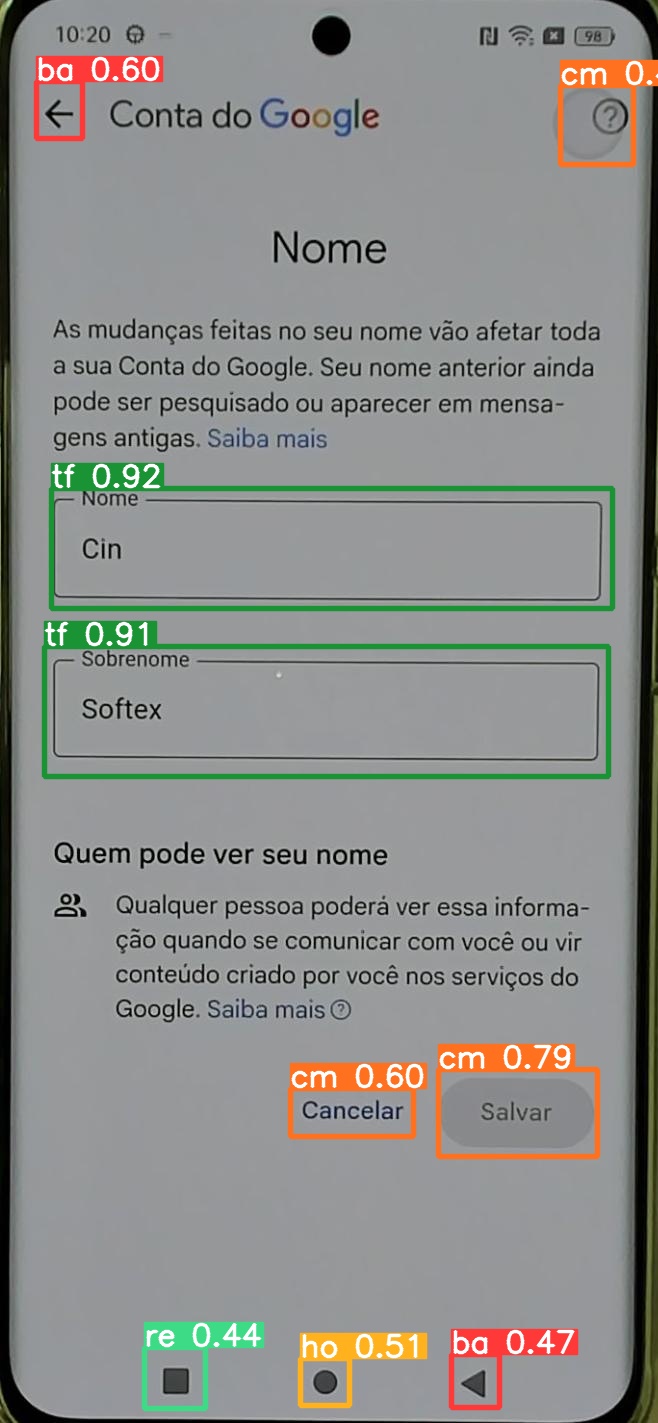 10:20
98
ba 0.60
cm 0.
Conta do Google
Nome
As mudanças feitas no seu nome vão afetar toda
a sua Conta do Google. Seu nome anterior ainda
pode ser pesquisado ou aparecer em mensa-
gens antigas. Saiba mais
tf 0.92
Nome
Cin
tf 0.91
Sobrenome
Softex
Quem pode ver seu nome
Qualquer pessoa poderá ver essa informa-
ção quando se comunicar com você ou vir
conteúdo criado por você nos serviços do
Google. Saiba mais
cm 0.60
cm 0.79
Cancelar
Salvar
re 0.44
ho 0.51
ba 0.47